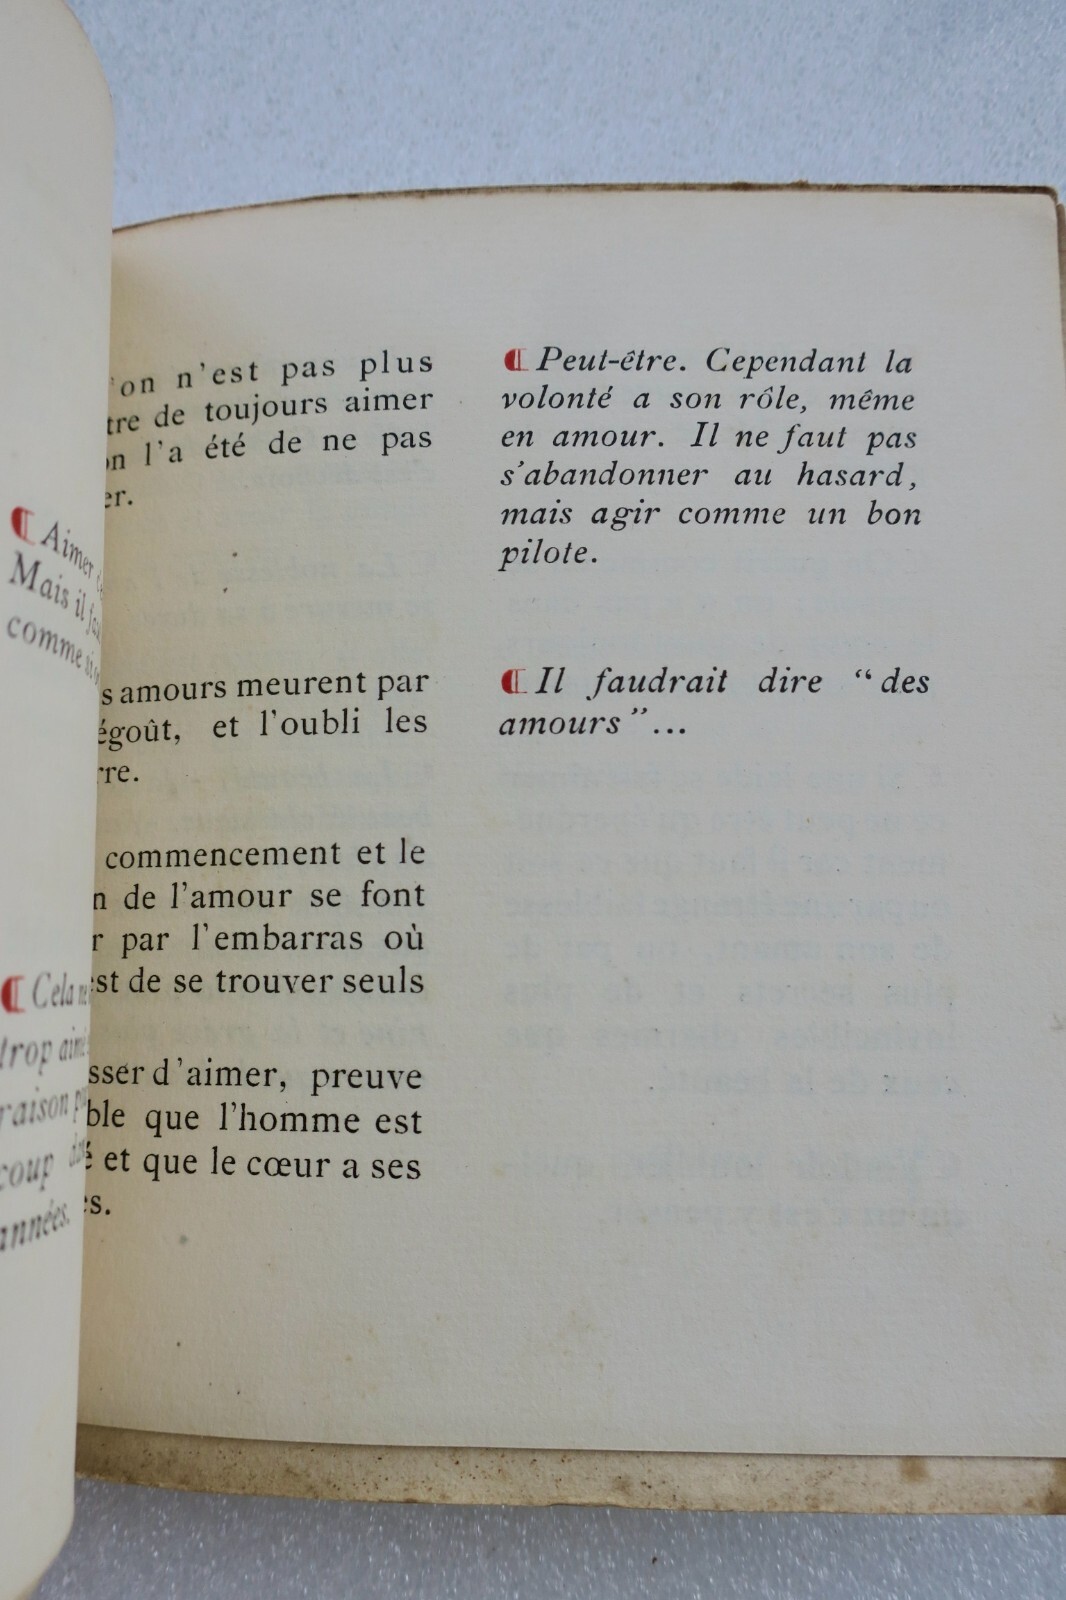 Aimer
Mais il
comme
Cela
trop
raison
coup
années.
'on n'est pas plus
tre de toujours aimer
n l'a été de ne pas
er.
s amours meurent par
égoût, et l'oubli les
rre.
commencement et le
n de l'amour se font
r par l'embarras où
st de se trouver seuls
sser d'aimer, preuve
ble que l'homme est
é et que le cœur a ses
s.
Peut-être. Cependant la
volonté a son rôle, même
en amour. Il ne faut pas
s'abandonner au hasard,
mais agir comme un bon
pilote.
Il faudrait dire “des
amours”...